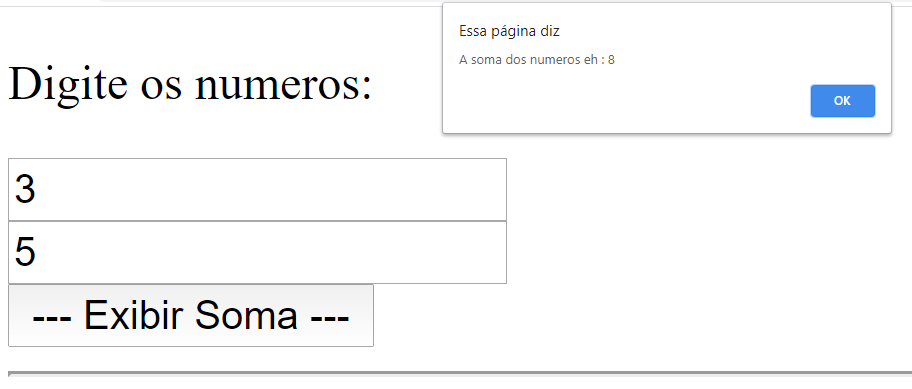 Essa página diz
A soma dos numeros eh : 8
OK
Digite os numeros:
3
5
--- Exibir Soma ---